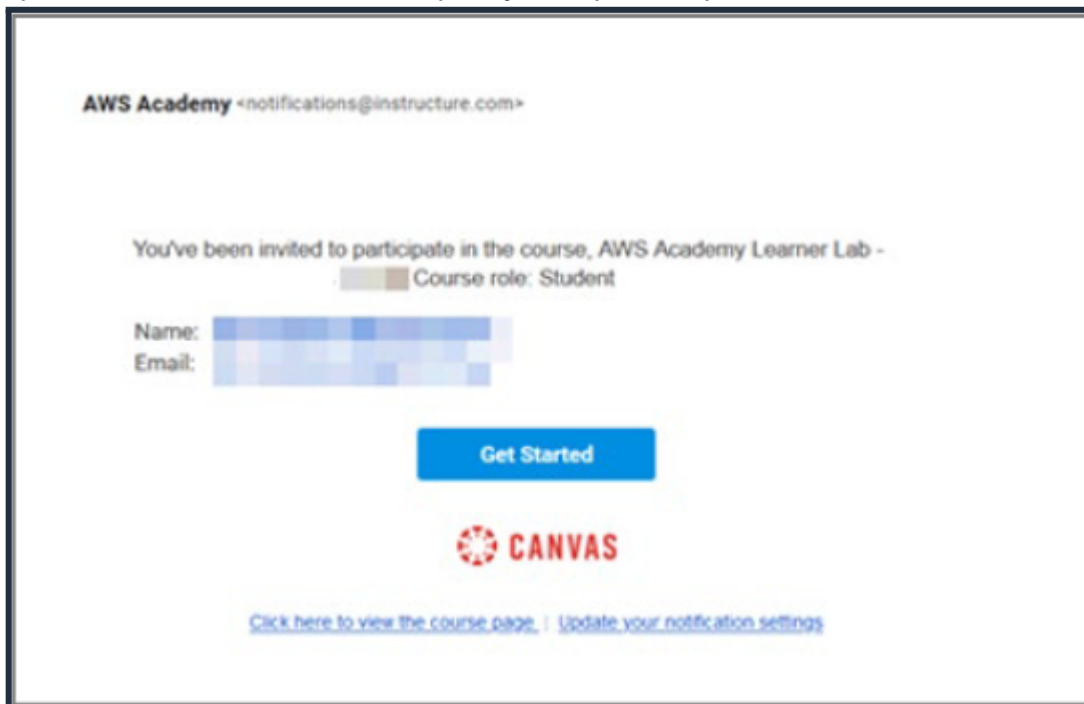 AWS Academy <notifications@instructure.com>
You've been invited to participate in the course, AWS Academy Learner Lab -
Course role: Student
Name:
Email:
Get Started
CANVAS
Click here to view the course page. | Update your notification settings